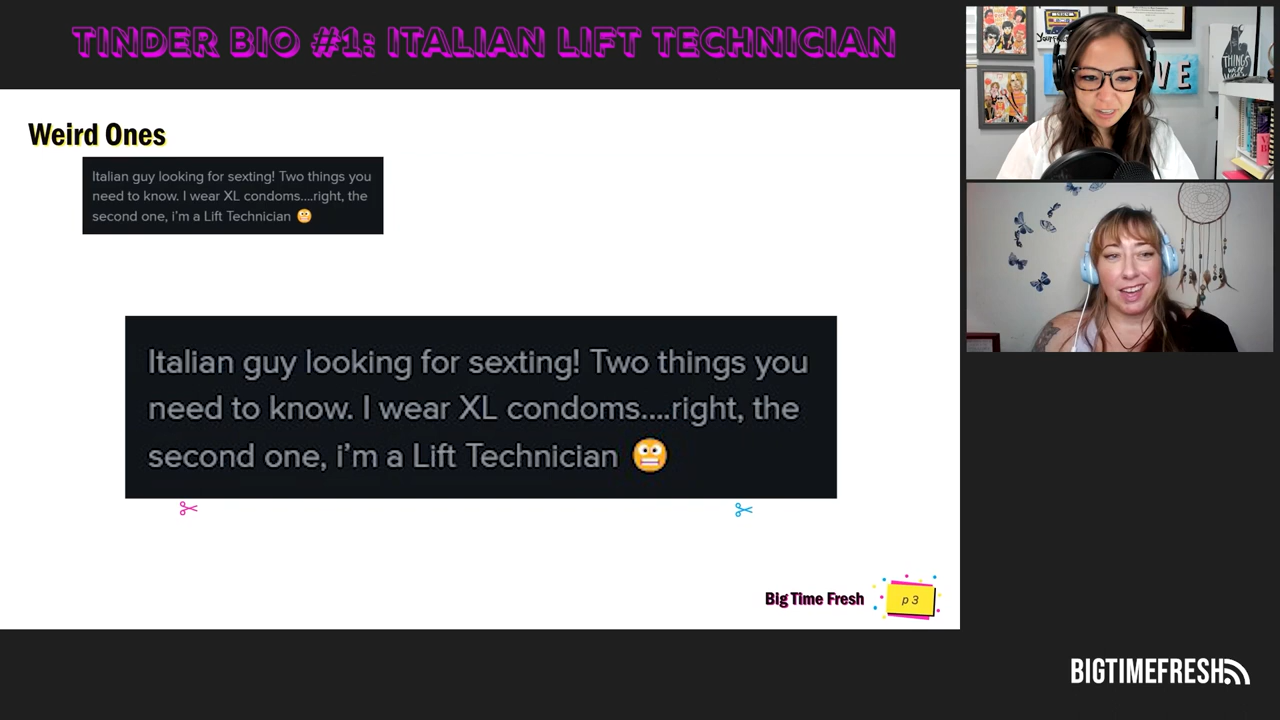 TINDER BIO #1: ITALIAN LIFT TECHNICIAN
Weird Ones
Italian guy looking for sexting! Two things you
need to know. I wear XL condoms....right, the
second one, i'm a Lift Technician
Italian guy looking for sexting! Two things you
need to know. I wear XL condoms....right, the
second one, i'm a Lift Technician
Big Time Fresh
p 3
VE
THINGS
BIGTIMEFRESH